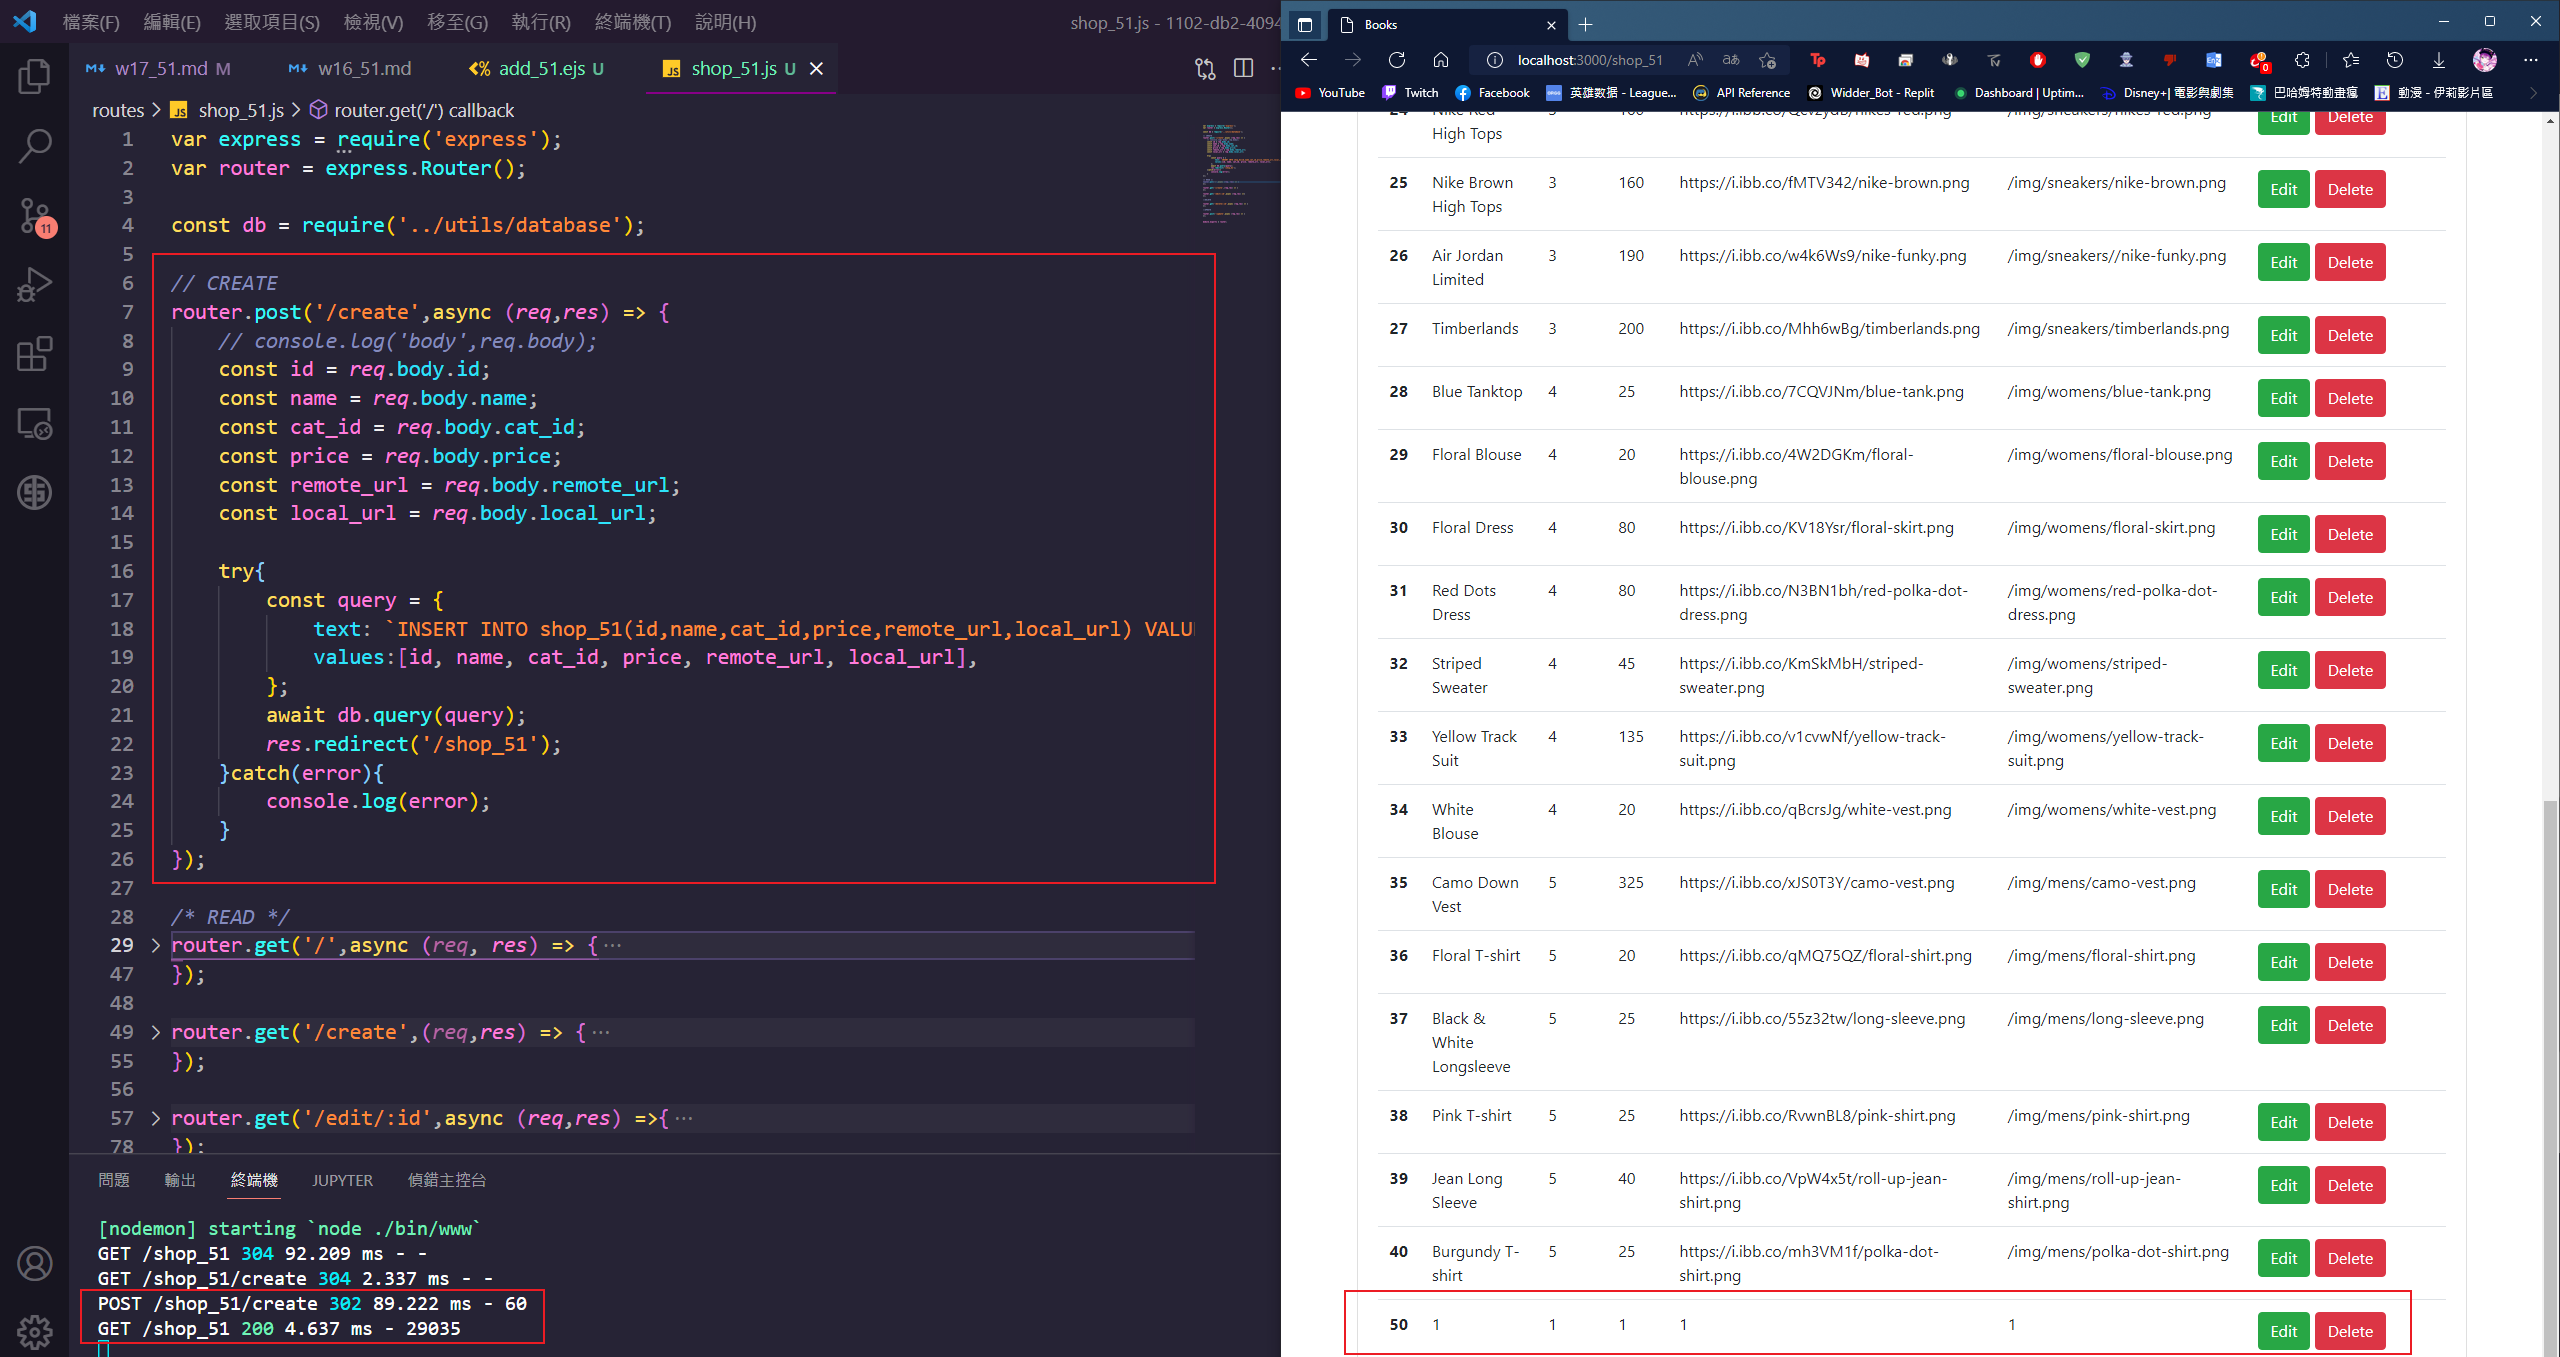 檔案(F) 編輯(E) 選取項目(S) 檢視(V) 移至(G) 執行(R) 終端機(T) 說明(H) shop_51.js - 1102-db2-4094
w17_51.md M w16_51.md add_51.ejs U JS shop_51.js U
routes > JS shop_51.js > router.get('/') callback
1 var express = require('express');
2 var router = express.Router();
3
4 const db = require('../utils/database');
5
6 // CREATE
7 router.post('/create',async (req,res) => {
8 // console.log('body',req.body);
9 const id = req.body.id;
10 const name = req.body.name;
11 const cat_id = req.body.cat_id;
12 const price = req.body.price;
13 const remote_url = req.body.remote_url;
14 const local_url = req.body.local_url;
15
16 try{
17 const query = {
18 text: `INSERT INTO shop_51(id,name,cat_id,price,remote_url,local_url) VALU
19 values:[id, name, cat_id, price, remote_url, local_url],
20 };
21 await db.query(query);
22 res.redirect('/shop_51');
23 }catch(error){
24 console.log(error);
25 }
26 });
27
28 /* READ */
29 router.get('/',async (req, res) => {···
47 });
48
49 router.get('/create',(req,res) => {···
55 });
56
57 router.get('/edit/:id',async (req,res) =>{···
78 });
11
問題 輸出 終端機 JUPYTER 偵錯主控台
[nodemon] starting `node ./bin/www`
GET /shop_51 304 92.209 ms - -
GET /shop_51/create 304 2.337 ms - -
POST /shop_51/create 302 89.222 ms - 60
GET /shop_51 200 4.637 ms - 29035
Books
localhost:3000/shop_51
YouTube Twitch Facebook 英雄数据 - League... API Reference Widder_Bot - Replit Dashboard | Uptim... Disney+| 電影與劇集 巴哈姆特動畫瘋 動漫 - 伊莉影片區
24 Nike Red 3 160 https://i.ibb.co/QcvzydB/nikes-red.png /img/sneakers/nikes-red.png Edit Delete
High Tops
25 Nike Brown 3 160 https://i.ibb.co/fMTV342/nike-brown.png /img/sneakers/nike-brown.png Edit Delete
High Tops
26 Air Jordan 3 190 https://i.ibb.co/w4k6Ws9/nike-funky.png /img/sneakers//nike-funky.png Edit Delete
Limited
27 Timberlands 3 200 https://i.ibb.co/Mhh6wBg/timberlands.png /img/sneakers/timberlands.png Edit Delete
28 Blue Tanktop 4 25 https://i.ibb.co/7CQVJNm/blue-tank.png /img/womens/blue-tank.png Edit Delete
29 Floral Blouse 4 20 https://i.ibb.co/4W2DGKm/floral- /img/womens/floral-blouse.png Edit Delete
blouse.png
30 Floral Dress 4 80 https://i.ibb.co/KV18Ysr/floral-skirt.png /img/womens/floral-skirt.png Edit Delete
31 Red Dots 4 80 https://i.ibb.co/N3BN1bh/red-polka-dot- /img/womens/red-polka-dot- Edit Delete
Dress dress.png dress.png
32 Striped 4 45 https://i.ibb.co/KmSkMbH/striped- /img/womens/striped- Edit Delete
Sweater sweater.png sweater.png
33 Yellow Track 4 135 https://i.ibb.co/v1cvwNf/yellow-track- /img/womens/yellow-track- Edit Delete
Suit suit.png suit.png
34 White 4 20 https://i.ibb.co/qBcrsJg/white-vest.png /img/womens/white-vest.png Edit Delete
Blouse
35 Camo Down 5 325 https://i.ibb.co/xJS0T3Y/camo-vest.png /img/mens/camo-vest.png Edit Delete
Vest
36 Floral T-shirt 5 20 https://i.ibb.co/qMQ75QZ/floral-shirt.png /img/mens/floral-shirt.png Edit Delete
37 Black & 5 25 https://i.ibb.co/55z32tw/long-sleeve.png /img/mens/long-sleeve.png Edit Delete
White
Longsleeve
38 Pink T-shirt 5 25 https://i.ibb.co/RvwnBL8/pink-shirt.png /img/mens/pink-shirt.png Edit Delete
39 Jean Long 5 40 https://i.ibb.co/VpW4x5t/roll-up-jean- /img/mens/roll-up-jean- Edit Delete
Sleeve shirt.png shirt.png
40 Burgundy T- 5 25 https://i.ibb.co/mh3VM1f/polka-dot- /img/mens/polka-dot-shirt.png Edit Delete
shirt shirt.png
50 1 1 1 1 1 Edit Delete